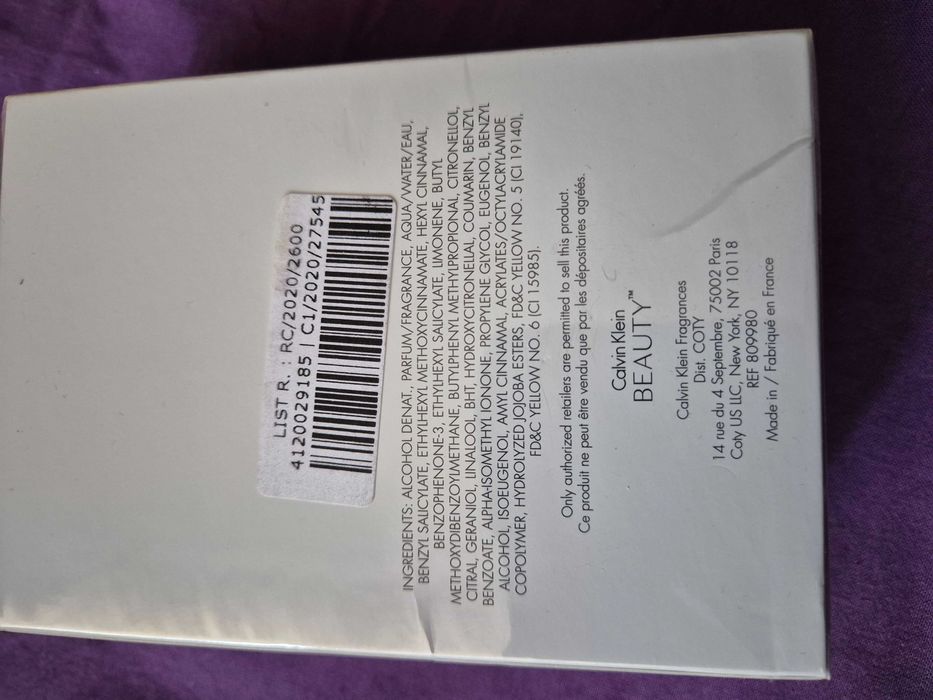 LIST R. : RC/2020/2600
4120029185 | C1/2020/27545
INGREDIENTS: ALCOHOL DENAT., PARFUM/FRAGRANCE, AQUA/WATER/EAU,
BENZYL SALICYLATE, ETHYLHEXYL METHOXYCINNAMATE, HEXYL CINNAMAL,
BENZOPHENONE-3, ETHYLHEXYL SALICYLATE, LIMONENE, BUTYL
METHOXYDIBENZOYLMETHANE, BUTYLPHENYL METHYLPROPIONAL, CITRONELLOL,
CITRAL, GERANIOL, LINALOOL, BHT, HYDROXYCITRONELLAL, COUMARIN, BENZYL
BENZOATE, ALPHA-ISOMETHYL IONONE, PROPYLENE GLYCOL, EUGENOL, BENZYL
ALCOHOL, ISOEUGENOL, AMYL CINNAMAL, ACRYLATES/OCTYLACRYLAMIDE
COPOLYMER, HYDROLYZED JOJOBA ESTERS, FD&C YELLOW NO. 5 (CI 19140),
FD&C YELLOW NO. 6 (CI 15985).
Only authorized retailers are permitted to sell this product.
Ce produit ne peut être vendu que par les dépositaires agréés.
Calvin Klein
BEAUTY™
Calvin Klein Fragrances
Dist. COTY
14 rue du 4 Septembre, 75002 Paris
Coty US LLC, New York, NY 10118
REF 809980
Made in / Fabriqué en France